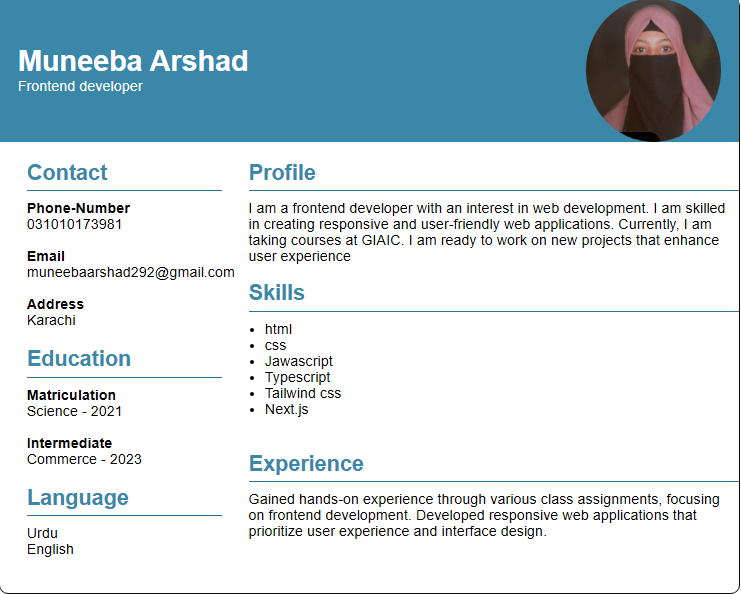 Muneeba Arshad
Frontend developer
Contact
Phone-Number
031010173981
Email
muneebaarshad292@gmail.com
Address
Karachi
Education
Matriculation
Science - 2021
Intermediate
Commerce - 2023
Language
Urdu
English
Profile
I am a frontend developer with an interest in web development. I am skilled
in creating responsive and user-friendly web applications. Currently, I am
taking courses at GIAIC. I am ready to work on new projects that enhance
user experience
Skills
html
css
Jawascript
Typescript
Tailwind css
Next.js
Experience
Gained hands-on experience through various class assignments, focusing
on frontend development. Developed responsive web applications that
prioritize user experience and interface design.